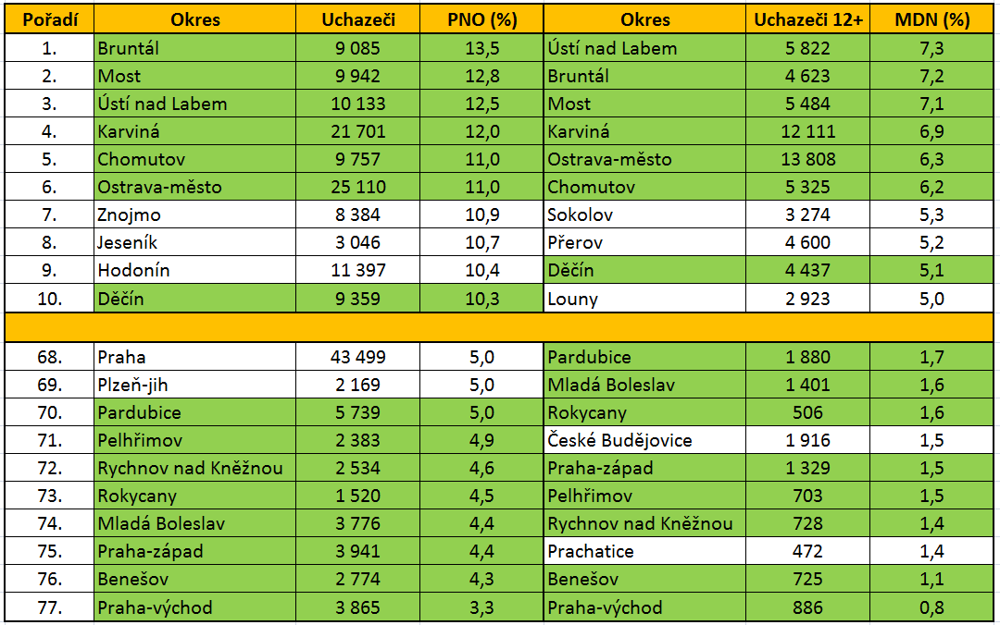 Pořadí Okres Uchazeči PNO (%) Okres Uchazeči 12+ MDN (%)
1. Bruntál 9 085 13,5 Ústí nad Labem 5 822 7,3
2. Most 9 942 12,8 Bruntál 4 623 7,2
3. Ústí nad Labem 10 133 12,5 Most 5 484 7,1
4. Karviná 21 701 12,0 Karviná 12 111 6,9
5. Chomutov 9 757 11,0 Ostrava-město 13 808 6,3
6. Ostrava-město 25 110 11,0 Chomutov 5 325 6,2
7. Znojmo 8 384 10,9 Sokolov 3 274 5,3
8. Jeseník 3 046 10,7 Přerov 4 600 5,2
9. Hodonín 11 397 10,4 Děčín 4 437 5,1
10. Děčín 9 359 10,3 Louny 2 923 5,0
68. Praha 43 499 5,0 Pardubice 1 880 1,7
69. Plzeň-jih 2 169 5,0 Mladá Boleslav 1 401 1,6
70. Pardubice 5 739 5,0 Rokycany 506 1,6
71. Pelhřimov 2 383 4,9 České Budějovice 1 916 1,5
72. Rychnov nad Kněžnou 2 534 4,6 Praha-západ 1 329 1,5
73. Rokycany 1 520 4,5 Pelhřimov 703 1,5
74. Mladá Boleslav 3 776 4,4 Rychnov nad Kněžnou 728 1,4
75. Praha-západ 3 941 4,4 Prachatice 472 1,4
76. Benešov 2 774 4,3 Benešov 725 1,1
77. Praha-východ 3 865 3,3 Praha-východ 886 0,8